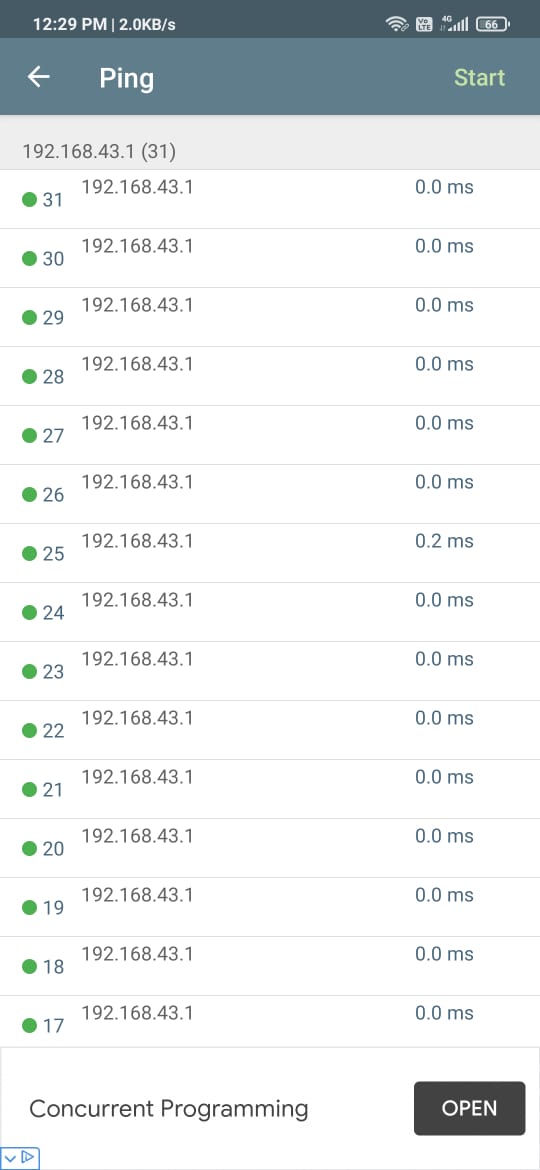 12:29 PM | 2.0KB/s Vo LTE 4G 66
Ping Start
192.168.43.1 (31)
31 192.168.43.1 0.0 ms
30 192.168.43.1 0.0 ms
29 192.168.43.1 0.0 ms
28 192.168.43.1 0.0 ms
27 192.168.43.1 0.0 ms
26 192.168.43.1 0.0 ms
25 192.168.43.1 0.2 ms
24 192.168.43.1 0.0 ms
23 192.168.43.1 0.0 ms
22 192.168.43.1 0.0 ms
21 192.168.43.1 0.0 ms
20 192.168.43.1 0.0 ms
19 192.168.43.1 0.0 ms
18 192.168.43.1 0.0 ms
17 192.168.43.1 0.0 ms
Concurrent Programming OPEN